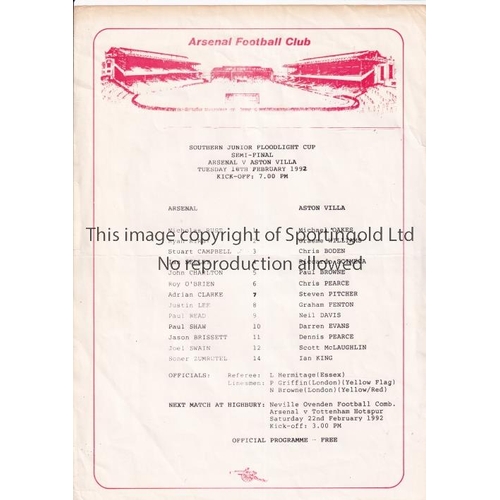 Arsenal Football Club
SOUTHERN JUNIOR FLOODLIGHT CUP
SEMI-FINAL
ARSENAL V ASTON VILLA
TUESDAY 18TH FEBRUARY 1992
KICK-OFF: 7.00 PM
ARSENAL ASTON VILLA
Michael OAKES
This image copyright of Sportingold Ltd
Stuart CAMPBELL 3 Chris BODEN
No reproduction allowed
John CHARLTON 5 Paul BROWNE
Roy O'BRIEN 6 Chris PEARCE
Adrian CLARKE 7 Steven PITCHER
Justin LEE 8 Graham FENTON
Paul READ 9 Neil DAVIS
Paul SHAW 10 Darren EVANS
Jason BRISSETT 11 Dennis PEARCE
Joel SWAIN 12 Scott McLAUGHLIN
Soner ZUMRUTEL 14 Ian KING
OFFICIALS: Referee: L Hermitage(Essex)
Linesmen: P Griffin(London)(Yellow Flag)
N Browne(London)(Yellow/Red)
NEXT MATCH AT HIGHBURY: Neville Ovenden Football Comb.
Arsenal v Tottenham Hotspur
Saturday 22nd February 1992
Kick-off: 3.00 PM
OFFICIAL PROGRAMME - FREE